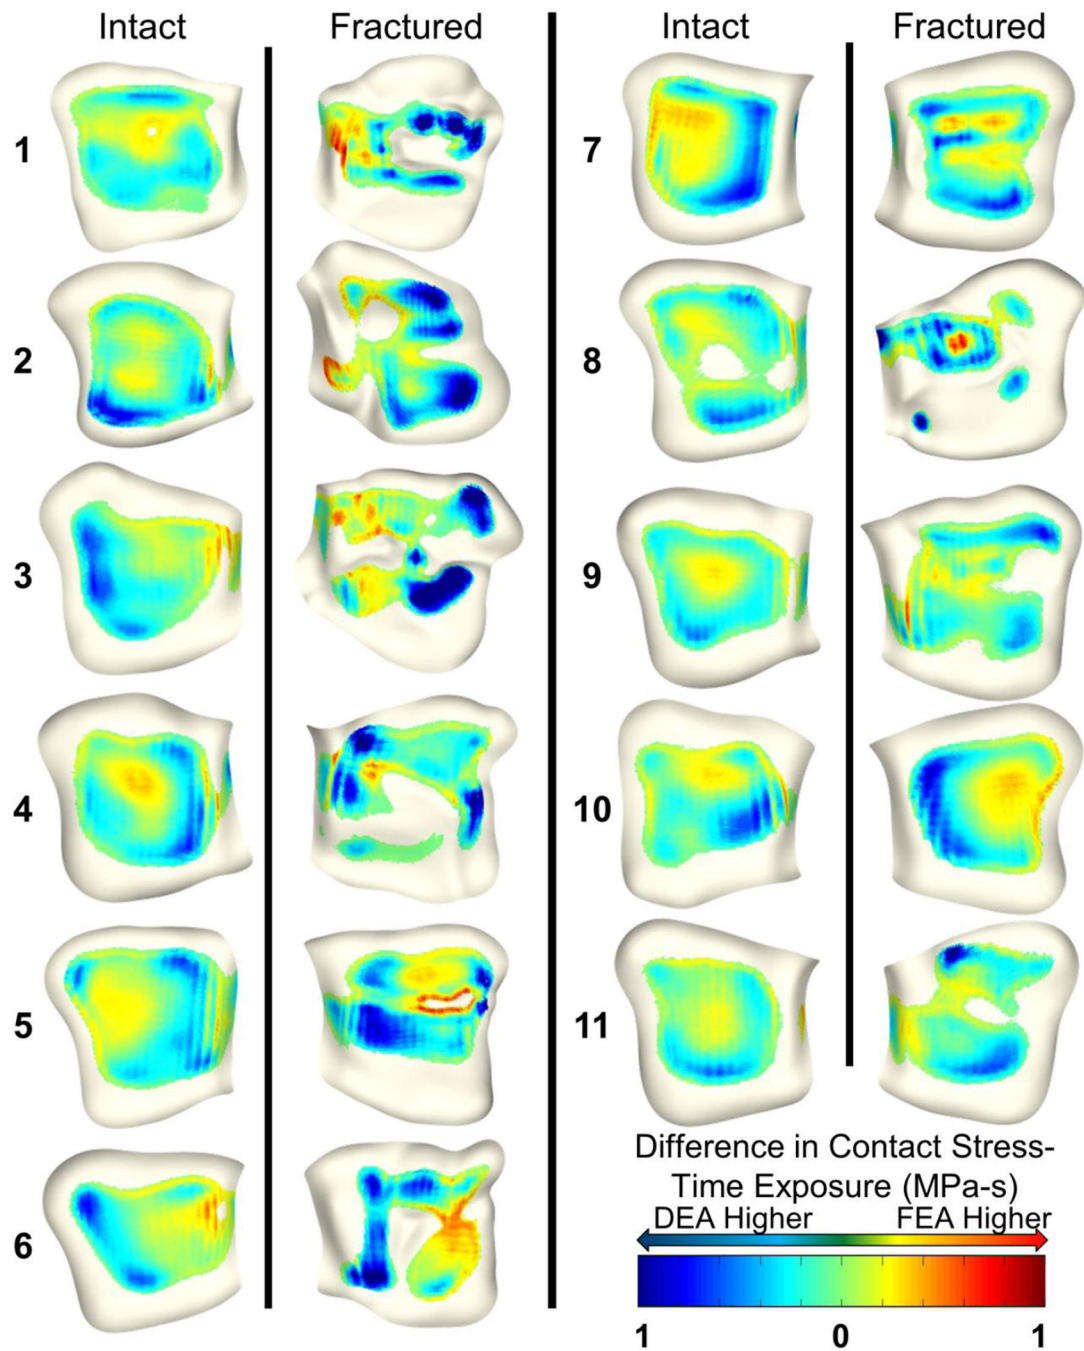 Intact Fractured Intact Fractured
1 7
2 8
3 9
4 10
5 11
6
Difference in Contact Stress-
Time Exposure (MPa-s)
DEA Higher FEA Higher
1 0 1